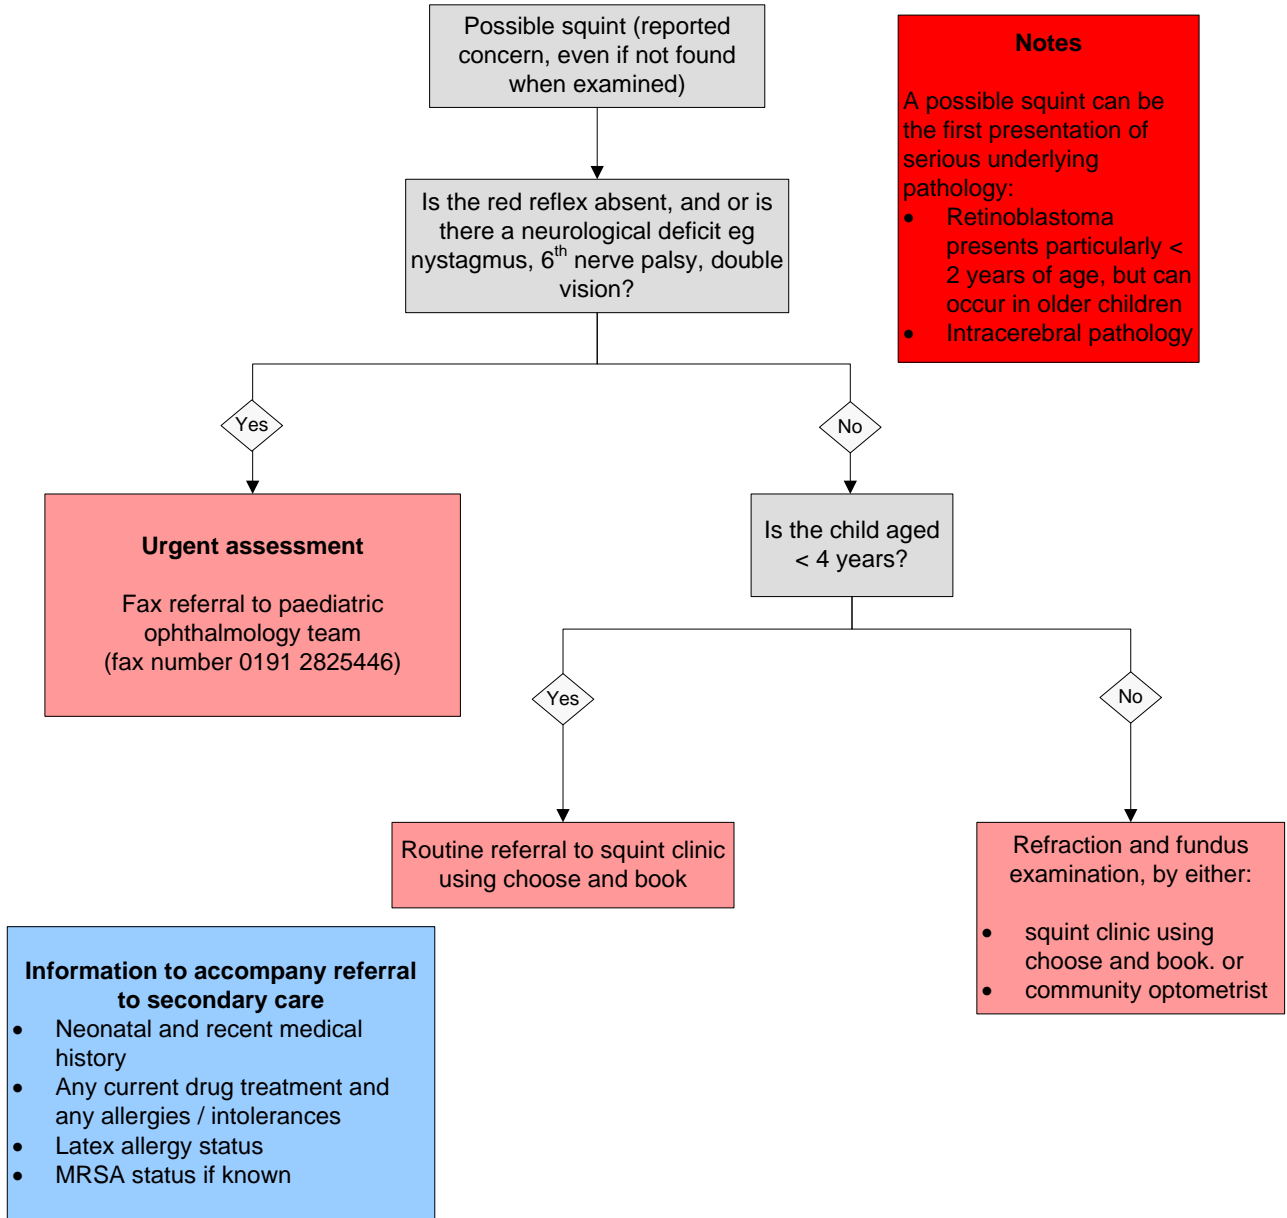 Possible squint (reported
concern, even if not found
when examined)
Notes
A possible squint can be
the first presentation of
serious underlying
pathology:
• Retinoblastoma
presents particularly <
2 years of age, but can
occur in older children
• Intracerebral pathology
Is the red reflex absent, and or is
there a neurological deficit eg
nystagmus, 6th nerve palsy, double
vision?
Yes
No
Urgent assessment
Fax referral to paediatric
ophthalmology team
(fax number 0191 2825446)
Is the child aged
< 4 years?
Yes
No
Routine referral to squint clinic
using choose and book
Refraction and fundus
examination, by either:
• squint clinic using
choose and book. or
• community optometrist
Information to accompany referral
to secondary care
• Neonatal and recent medical
history
• Any current drug treatment and
any allergies / intolerances
• Latex allergy status
• MRSA status if known